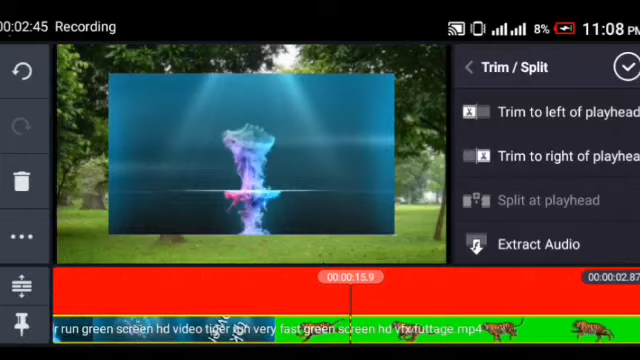 00:02:45 Recording
8% 11:08 PM
Trim / Split
Trim to left of playhead
Trim to right of playhea
Split at playhead
Extract Audio
00:00:15.9
00:00:02.87
r run green screen hd video tiger run very fast green screen hd vfx futtage.mp4